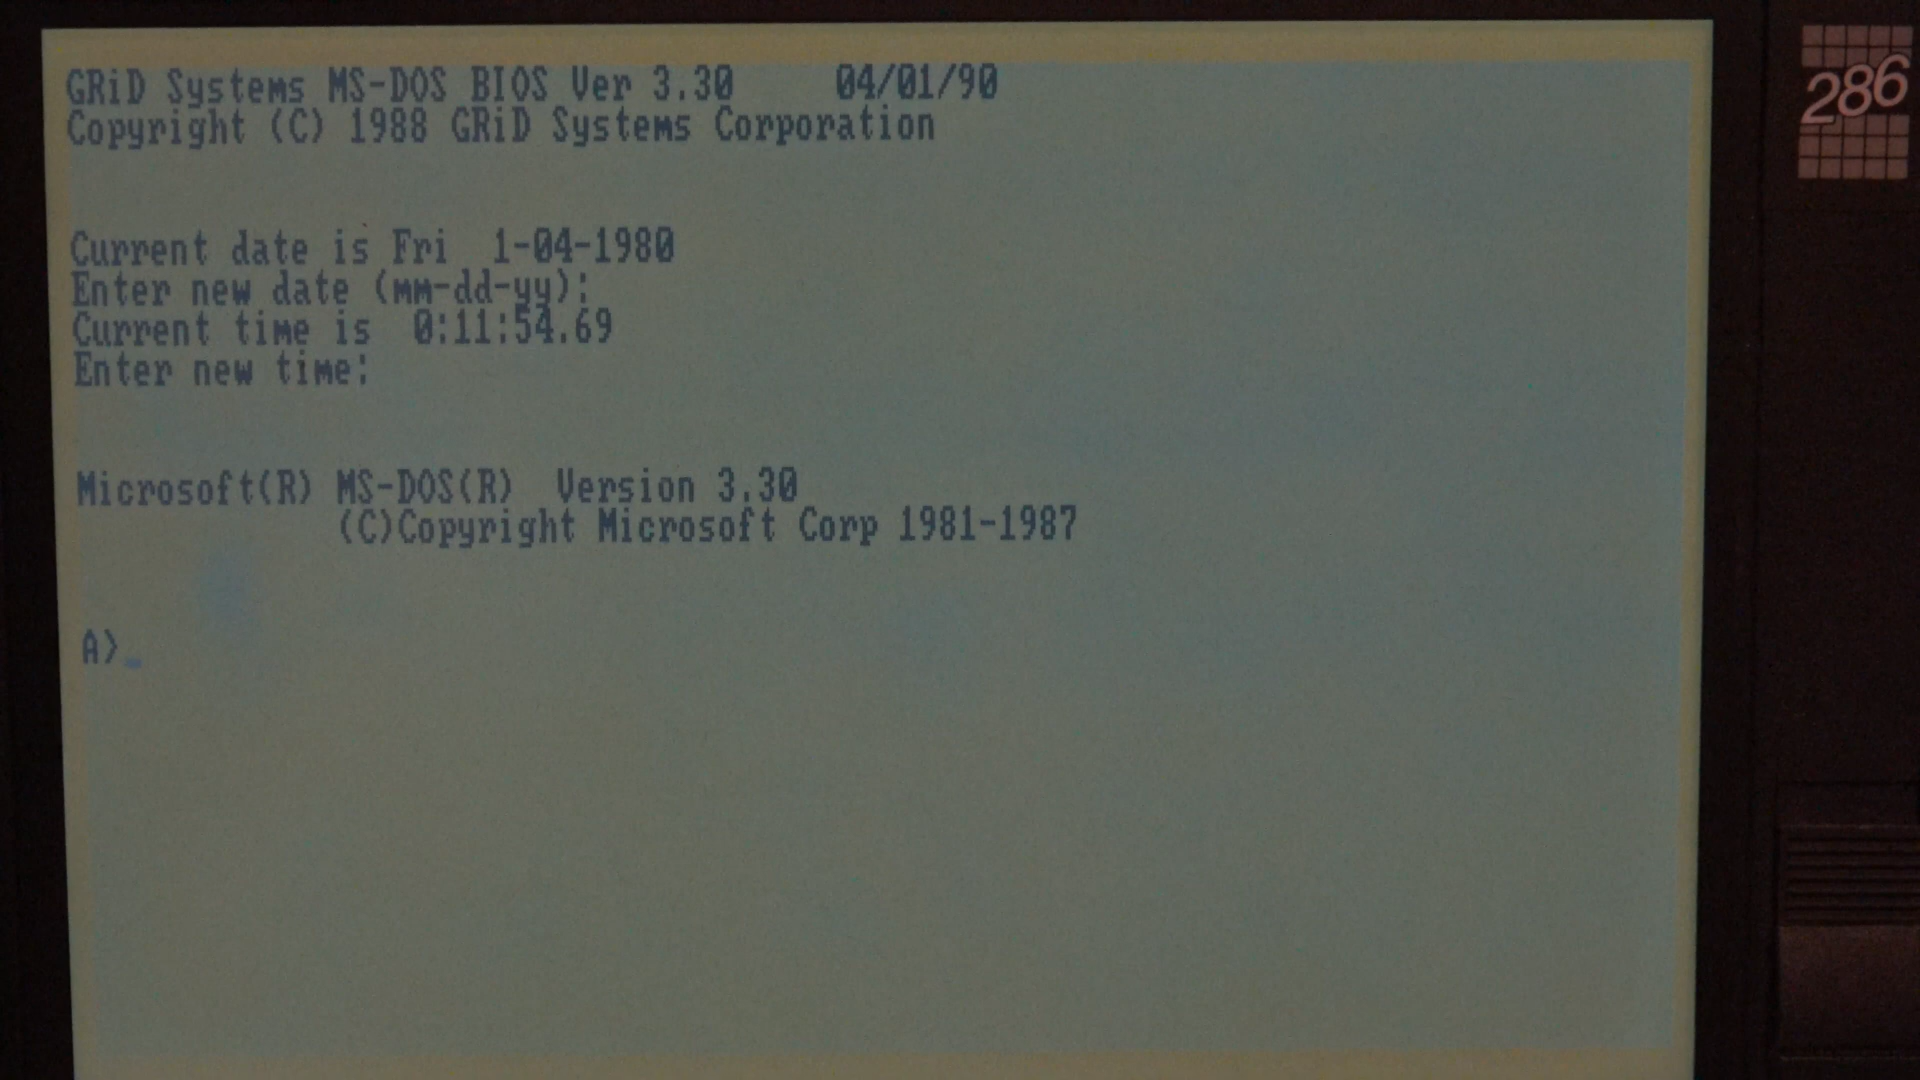 GRiD Systems MS-DOS BIOS Ver 3.30     04/01/90
Copyright (C) 1988 GRiD Systems Corporation
Current date is Fri  1-04-1980
Enter new date (mm-dd-yy):
Current time is  0:11:54.69
Enter new time:
Microsoft(R) MS-DOS(R)  Version 3.30
(C)Copyright Microsoft Corp 1981-1987
A>_
286